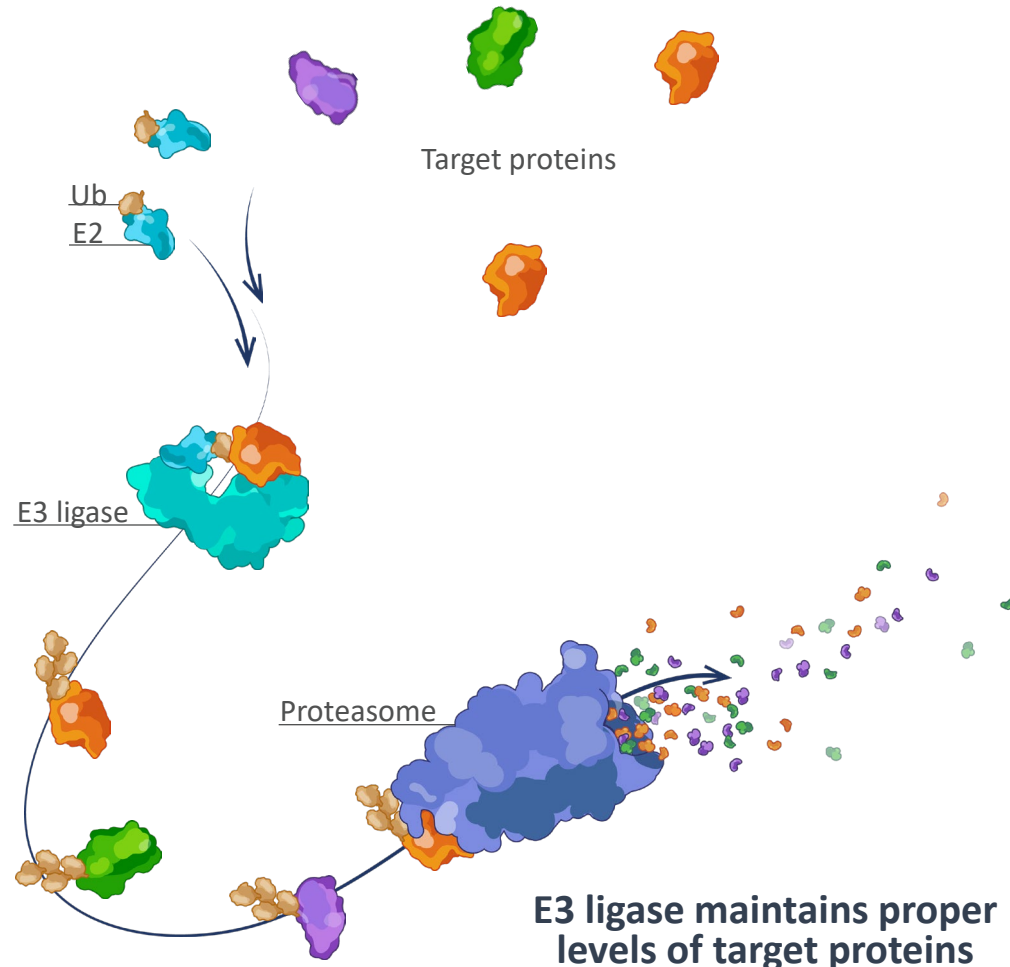 Target proteins
Ub
E2
E3 ligase
Proteasome
E3 ligase maintains proper
levels of target proteins